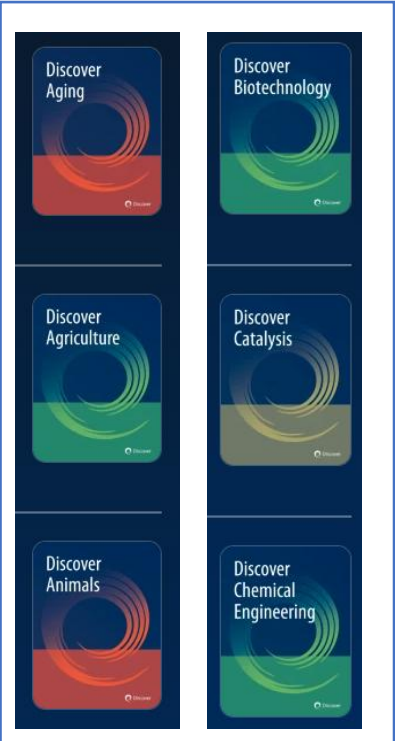 Discover
Aging
Discover
Discover
Agriculture
Discover
Discover
Animals
Discover
Discover
Biotechnology
Discover
Discover
Catalysis
Discover
Discover
Chemical
Engineering
Discover